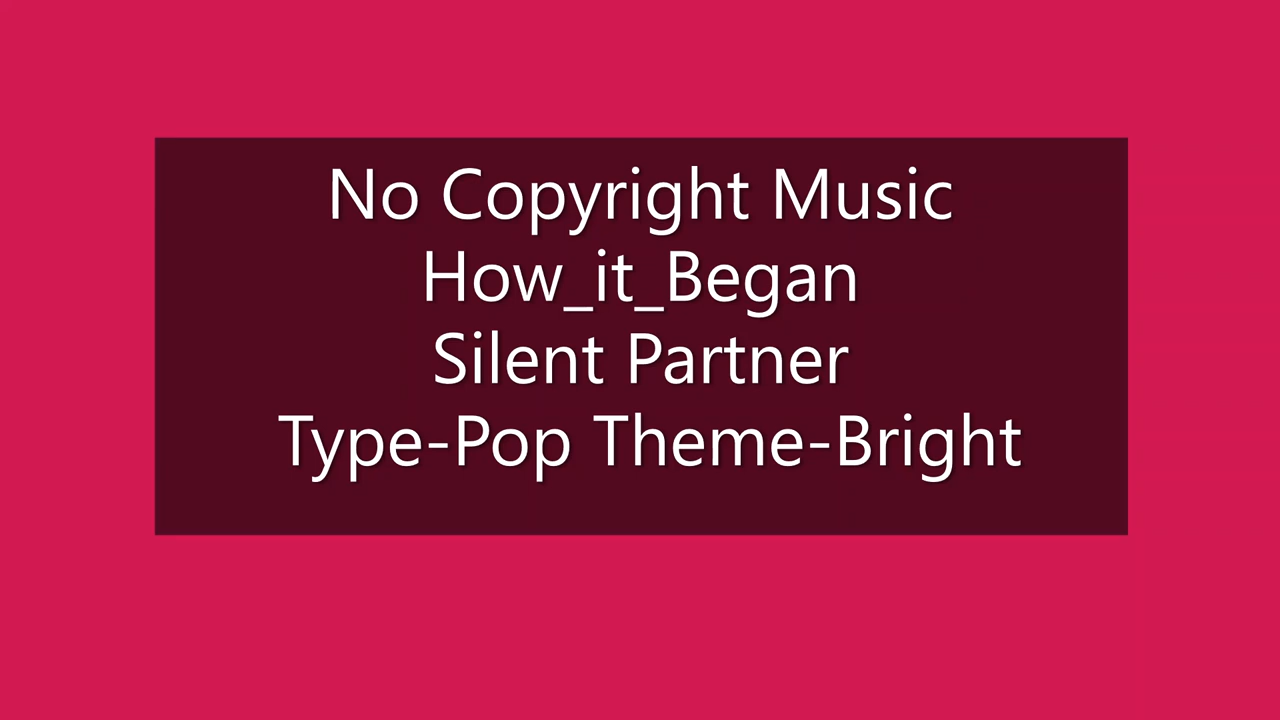 No Copyright Music
How_it_Began
Silent Partner
Type-Pop Theme-Bright